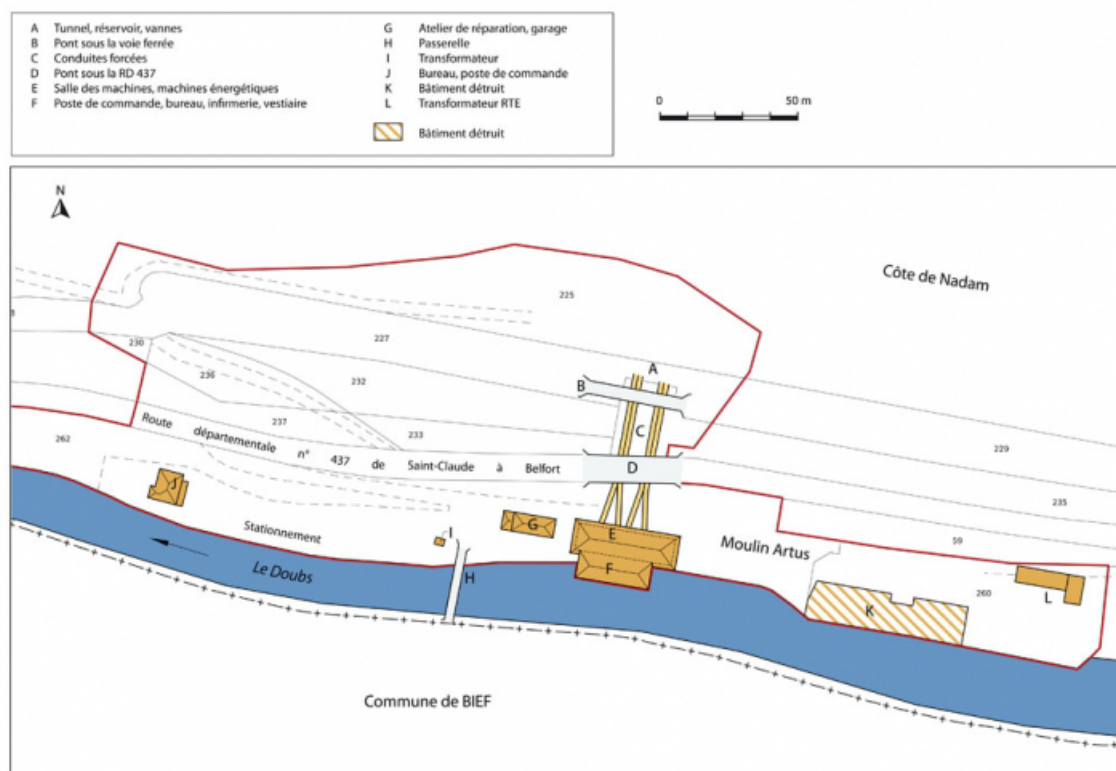 A Tunnel, réservoir, vannes
B Pont sous la voie ferrée
C Conduites forcées
D Pont sous la RD 437
E Salle des machines, machines énergétiques
F Poste de commande, bureau, infirmerie, vestiaire
G Atelier de réparation, garage
H Passerelle
I Transformateur
J Bureau, poste de commande
K Bâtiment détruit
L Transformateur RTE
Bâtiment détruit
0 50 m
N
Côte de Nadam
225
227
A
230
B
236
232
C
237
233
229
262
Route départementale n° 437 de Saint-Claude à Belfort
D
235
J
G
I
E
59
Stationnement
Moulin Artus
Le Doubs
H
F
260
L
K
Commune de BIEF